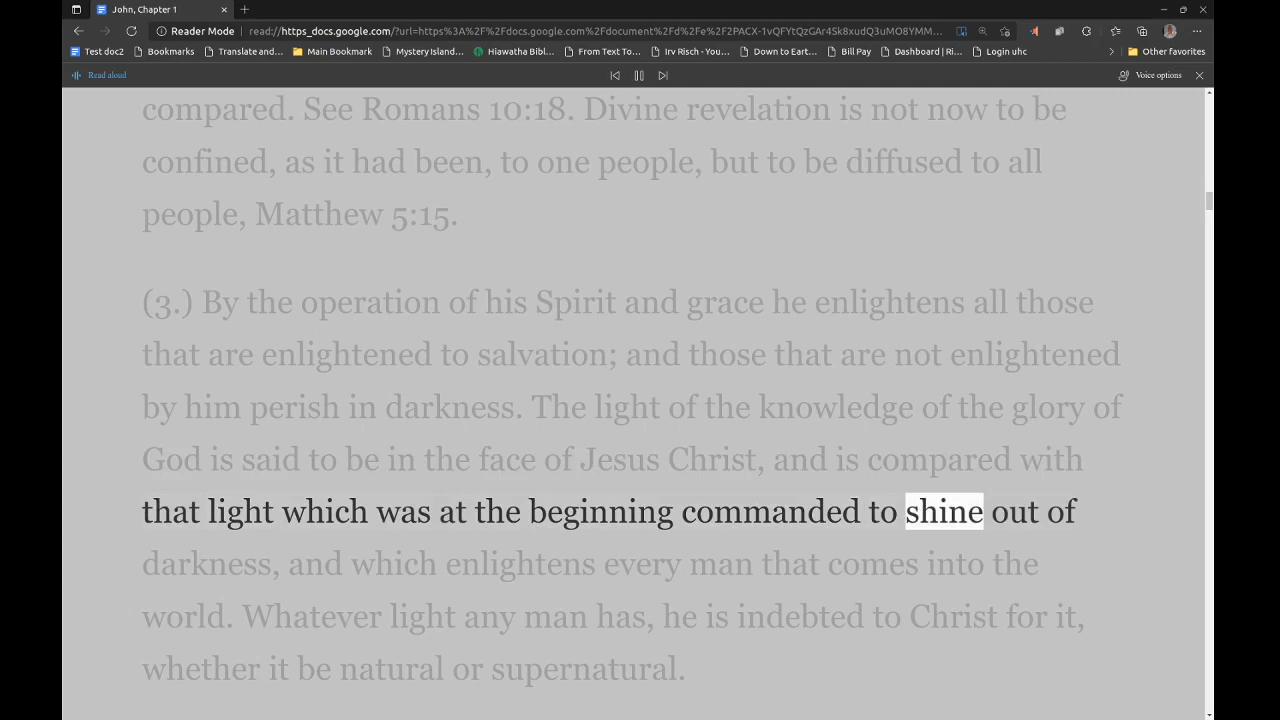 John, Chapter 1
Reader Mode
read://https_docs.google.com/?url=https%3A%2F%2Fdocs.google.com%2Fdocument%2Fd%2Fe%2F2PACX-1vQFYtQzGAr4Sk8xudQ3uMO8YMM...
Test doc2
Bookmarks
Translate and...
Main Bookmark
Mystery Island...
Hiawatha Bibl...
From Text To...
Irv Risch - You...
Down to Eart...
Bill Pay
Dashboard | Ri...
Login uhc
Other favorites
Read aloud
Voice options
compared. See Romans 10:18. Divine revelation is not now to be
confined, as it had been, to one people, but to be diffused to all
people, Matthew 5:15.
(3.) By the operation of his Spirit and grace he enlightens all those
that are enlightened to salvation; and those that are not enlightened
by him perish in darkness. The light of the knowledge of the glory of
God is said to be in the face of Jesus Christ, and is compared with
that light which was at the beginning commanded to shine out of
darkness, and which enlightens every man that comes into the
world. Whatever light any man has, he is indebted to Christ for it,
whether it be natural or supernatural.